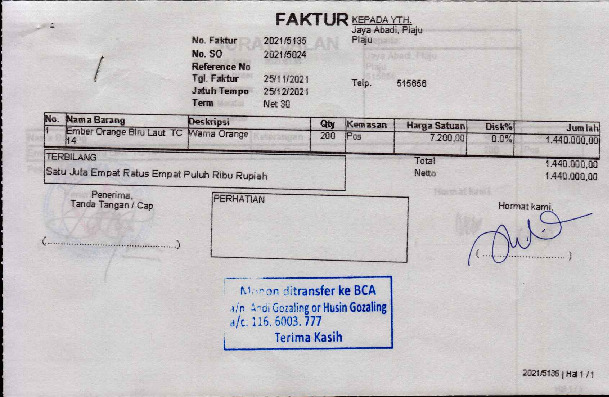 FAKTUR
KEPADA YTH.
Jaya Abadi, Plaju
Plaju
No. Faktur 2021/5135
No. SO 2021/5024
Reference No
Tgl. Faktur 25/11/2021
Jatuh Tempo 25/12/2021
Term Net 30
Telp. 515656
No. Nama Barang Deskripsi Qty Kemasan Harga Satuan Disk% Jumlah
1 Ember Orange Biru Laut TC 14 Warna Orange 200 Pcs 7.200,00 0.0% 1.440.000,00
TERBILANG
Satu Juta Empat Ratus Empat Puluh Ribu Rupiah
Total 1.440.000,00
Netto 1.440.000,00
Penerima,
Tanda Tangan / Cap
PERHATIAN
Hormat kami,
Mohon ditransfer ke BCA
a/n. Andi Gozaling or Husin Gozaling
a/c. 116. 6003. 777
Terima Kasih
2021/5135 | Hal 1 / 1